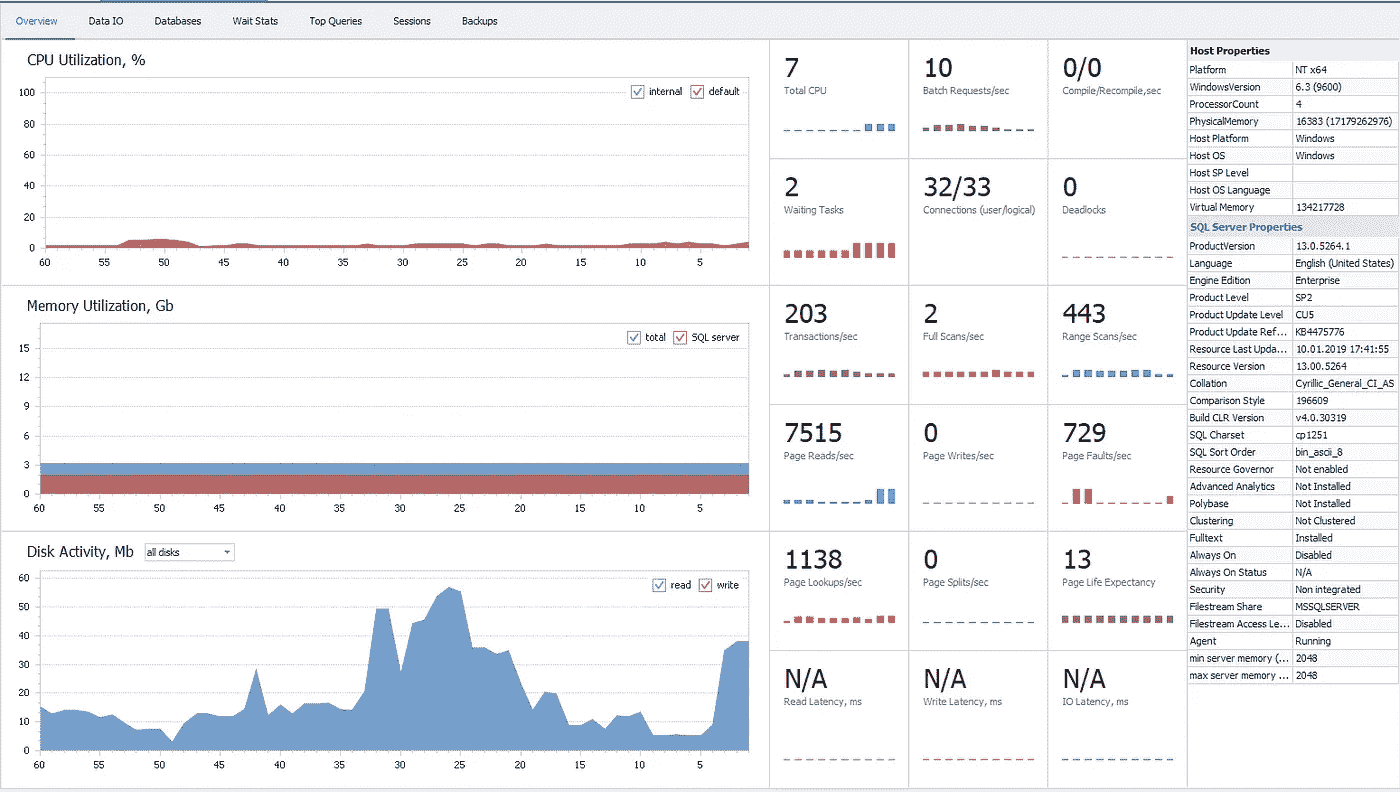 Overview Data IO Databases Wait Stats Top Queries Sessions Backups
CPU Utilization, %
internal default
100
80
60
40
20
0
60 55 50 45 40 35 30 25 20 15 10 5
Memory Utilization, Gb
total SQL server
15
12
9
6
3
0
60 55 50 45 40 35 30 25 20 15 10 5
Disk Activity, Mb all disks
read write
60
50
40
30
20
10
0
60 55 50 45 40 35 30 25 20 15 10 5
7 10 0/0
Total CPU Batch Requests/sec Compile/Recompile,sec
2 32/33 0
Waiting Tasks Connections (user/logical) Deadlocks
203 2 443
Transactions/sec Full Scans/sec Range Scans/sec
7515 0 729
Page Reads/sec Page Writes/sec Page Faults/sec
1138 0 13
Page Lookups/sec Page Splits/sec Page Life Expectancy
N/A N/A N/A
Read Latency, ms Write Latency, ms IO Latency, ms
Host Properties
Platform NT x64
WindowsVersion 6.3 (9600)
ProcessorCount 4
PhysicalMemory 16383 (17179262976)
Host Platform Windows
Host OS Windows
Host SP Level
Host OS Language
Virtual Memory 134217728
SQL Server Properties
ProductVersion 13.0.5264.1
Language English (United States)
Engine Edition Enterprise
Product Level SP2
Product Update Level CU5
Product Update Ref... KB4475776
Resource Last Upda... 10.01.2019 17:41:55
Resource Version 13.00.5264
Collation Cyrillic_General_CI_AS
Comparison Style 196609
Build CLR Version v4.0.30319
SQL Charset cp1251
SQL Sort Order bin_ascii_8
Resource Governor Not enabled
Advanced Analytics Not Installed
Polybase Not Installed
Clustering Not Clustered
Fulltext Installed
Always On Disabled
Always On Status N/A
Security Non integrated
Filestream Share MSSQLSERVER
Filestream Access Le... Disabled
Agent Running
min server memory (... 2048
max server memory ... 2048